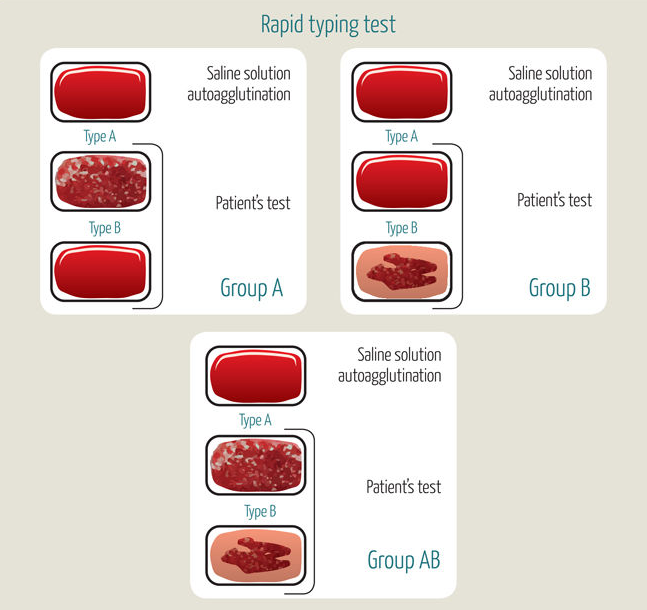 Rapid typing test
Saline solution
autoagglutination
Type A
Type B
Patient's test
Group A
Saline solution
autoagglutination
Type A
Type B
Patient's test
Group B
Saline solution
autoagglutination
Type A
Patient's test
Type B
Group AB